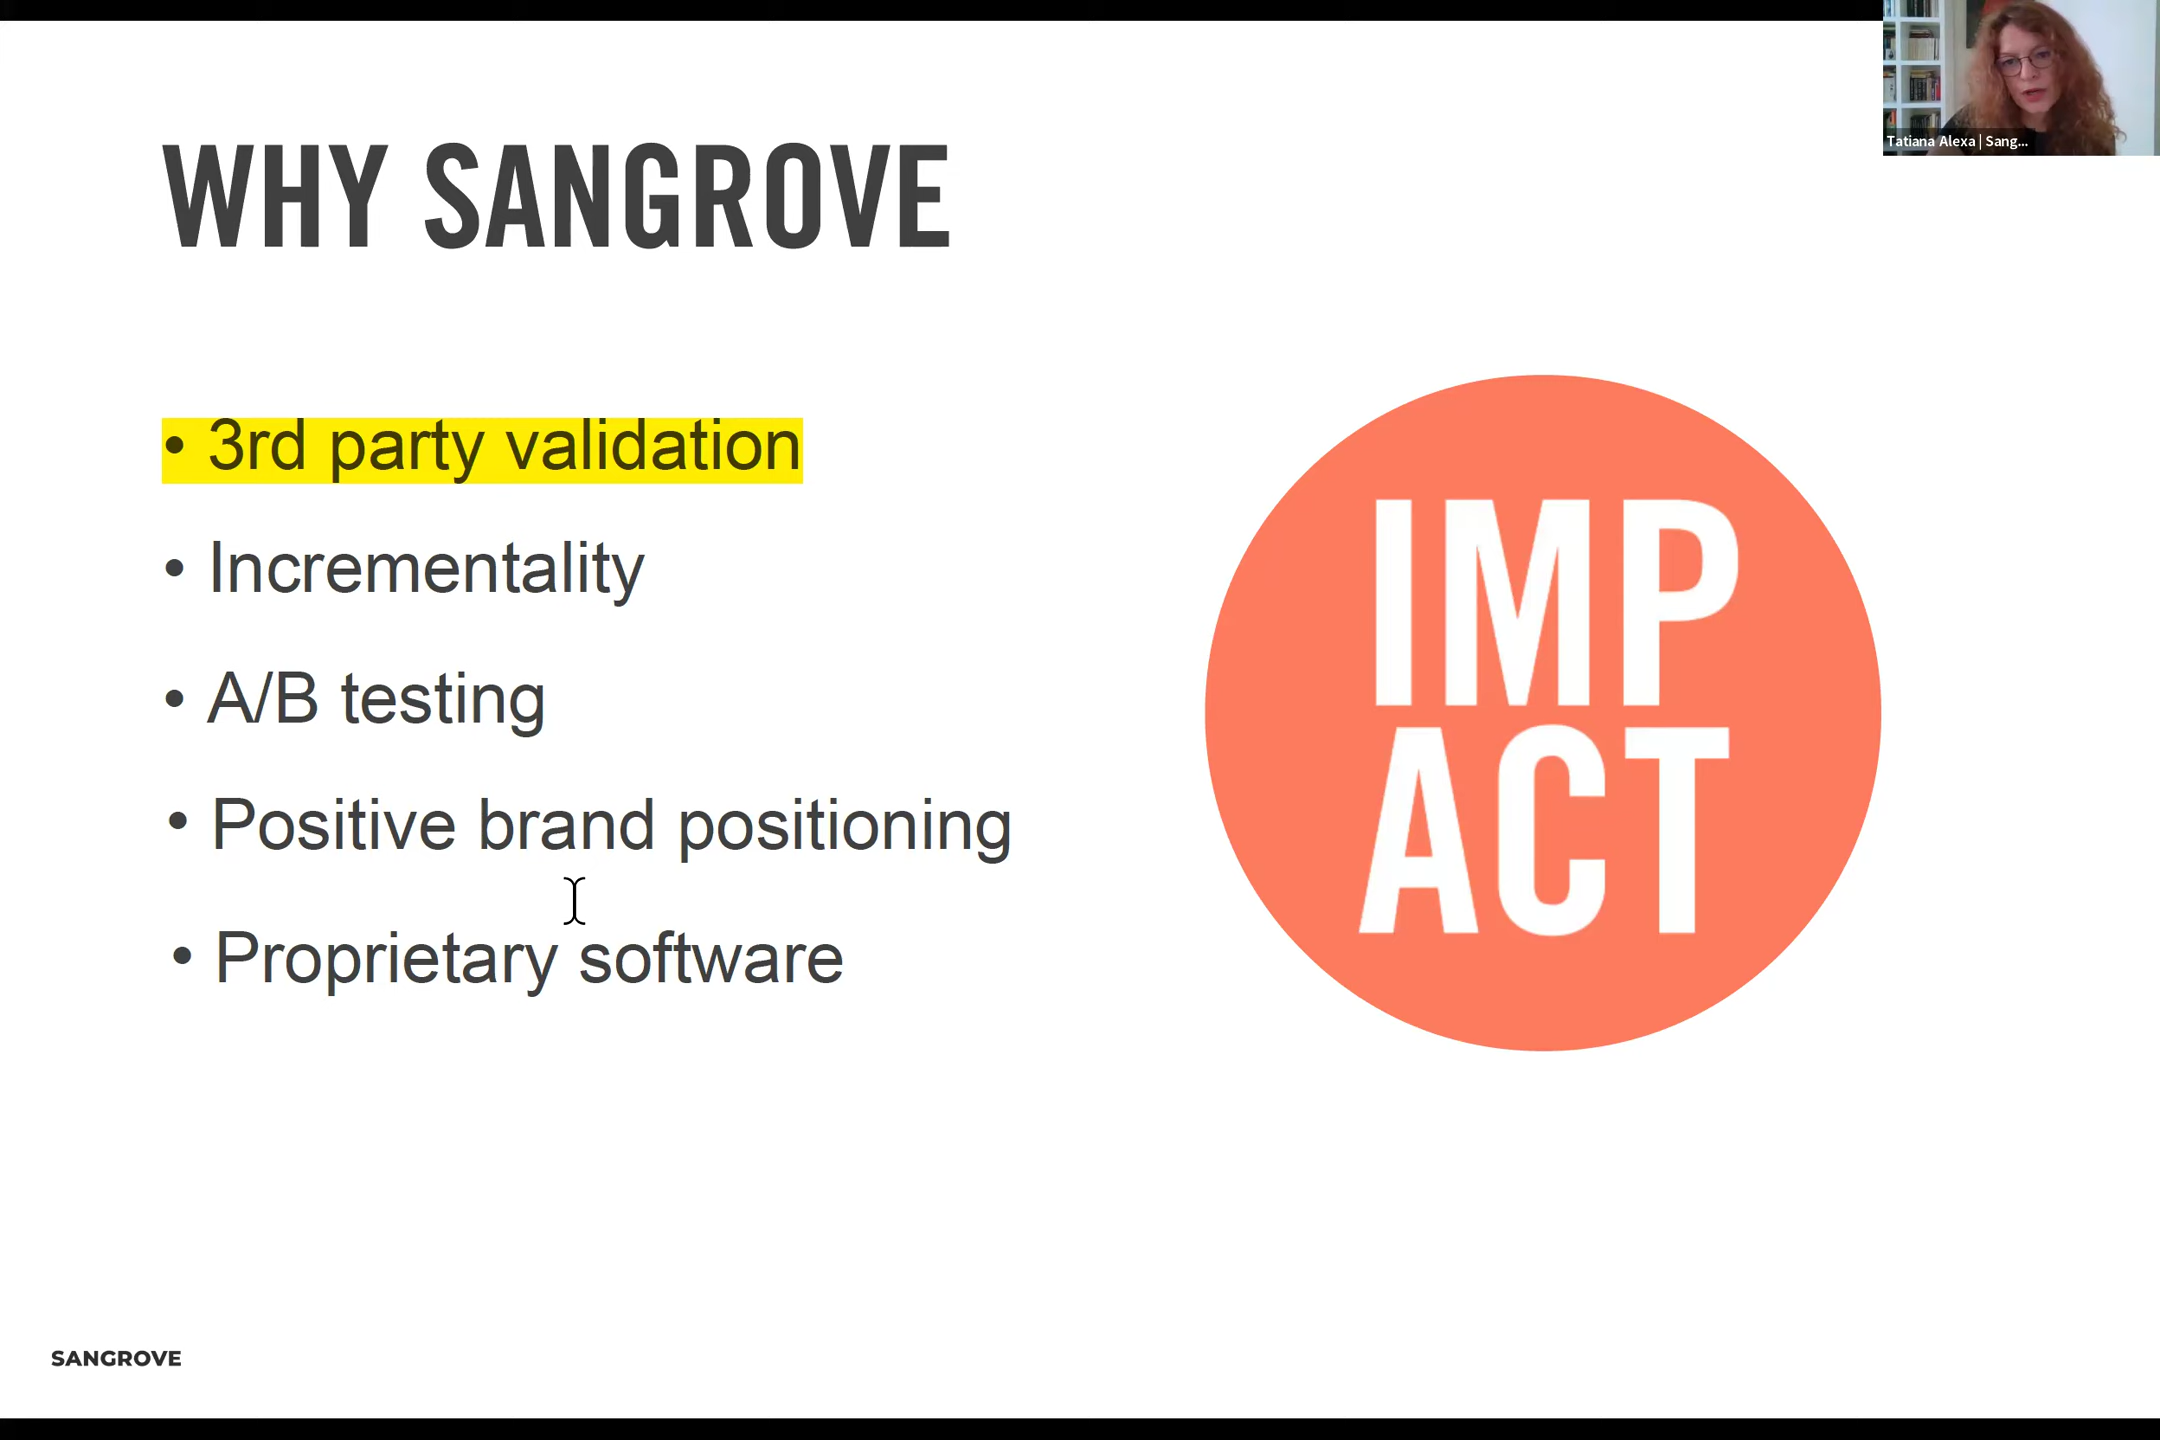 WHY SANGROVE
Tatiana Alexa | Sang...
• 3rd party validation
• Incrementality
• A/B testing
• Positive brand positioning
• Proprietary software
IMP
ACT
SANGROVE